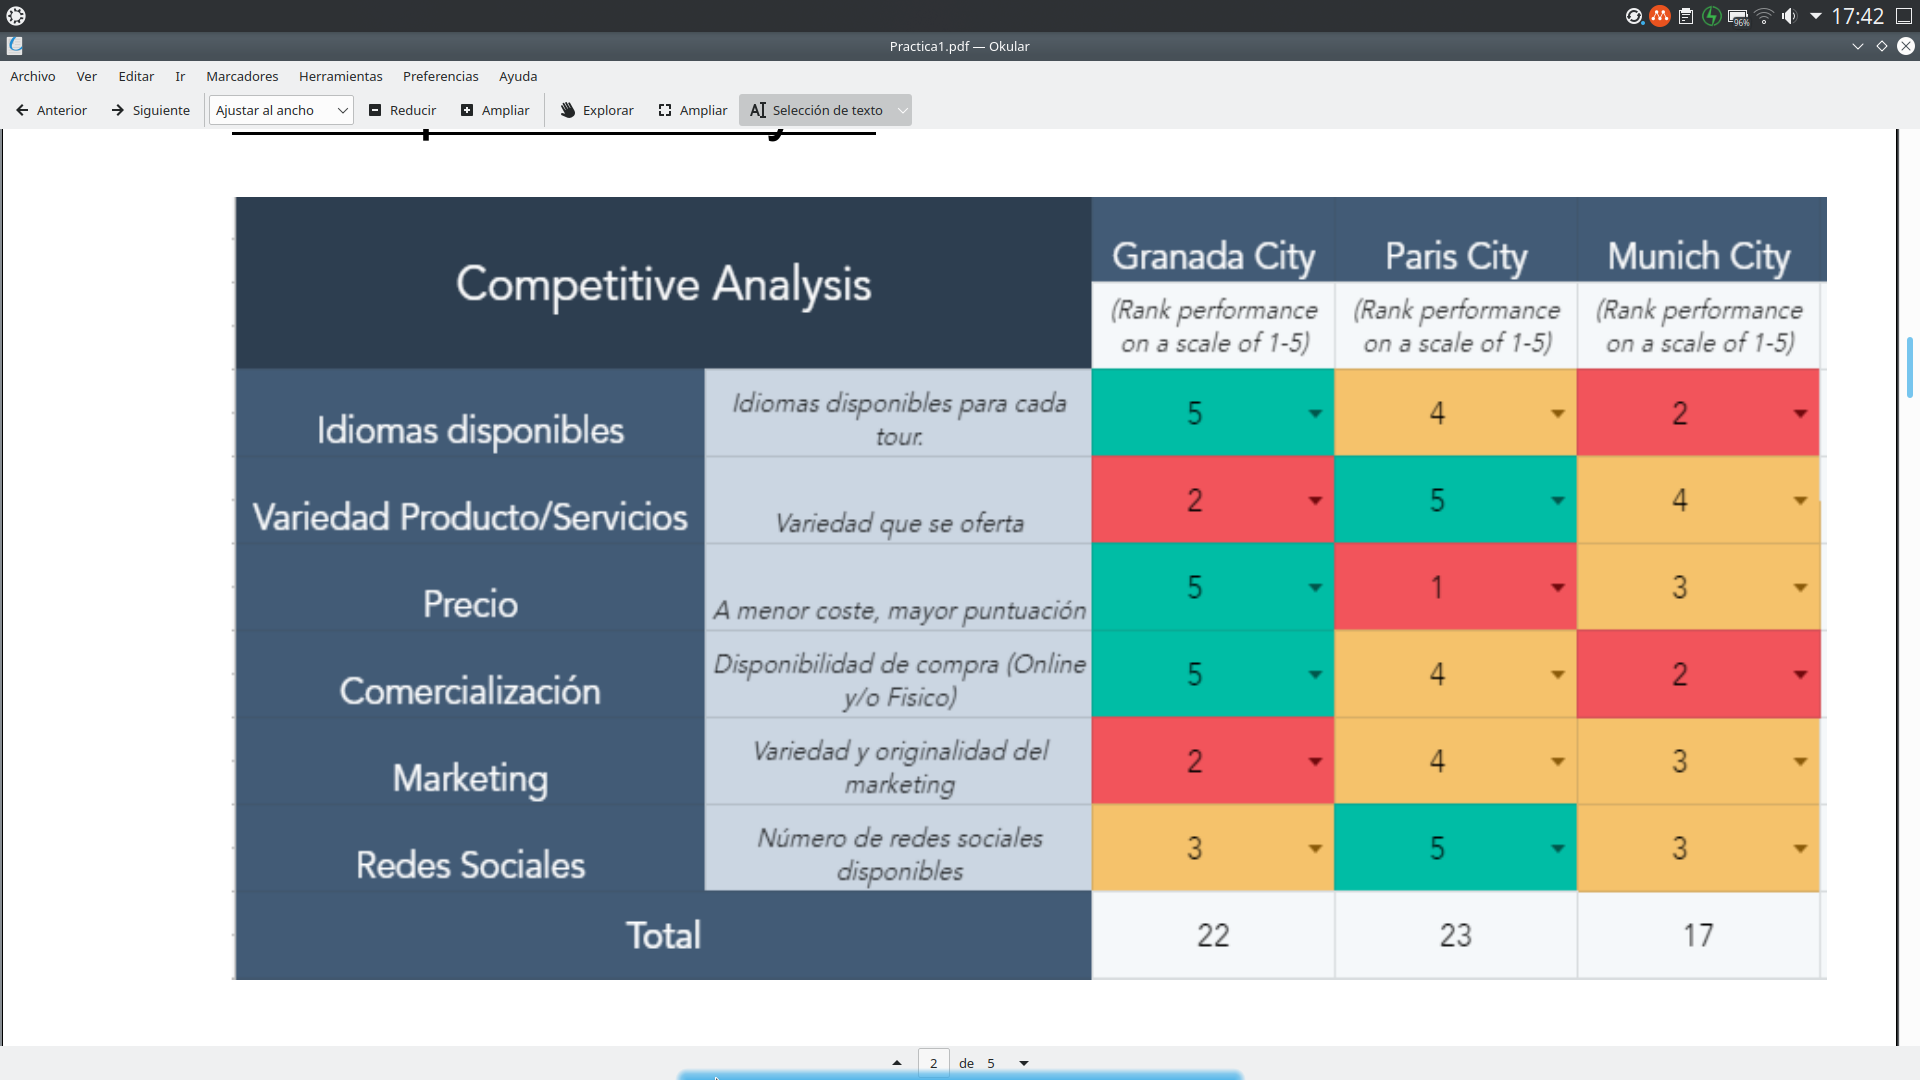 96%
17:42
Practica1.pdf — Okular
Archivo Ver Editar Ir Marcadores Herramientas Preferencias Ayuda
Anterior Siguiente Ajustar al ancho Reducir Ampliar Explorar Ampliar Selección de texto
Competitive Analysis
Granada City Paris City Munich City
(Rank performance on a scale of 1-5)
(Rank performance on a scale of 1-5)
(Rank performance on a scale of 1-5)
Idiomas disponibles
Idiomas disponibles para cada
tour.
5 4 2
Variedad Producto/Servicios
Variedad que se oferta
2 5 4
Precio
A menor coste, mayor puntuación
5 1 3
Comercialización
Disponibilidad de compra (Online
y/o Fisico)
5 4 2
Marketing
Variedad y originalidad del
marketing
2 4 3
Redes Sociales
Número de redes sociales
disponibles
3 5 3
Total 22 23 17
2 de 5